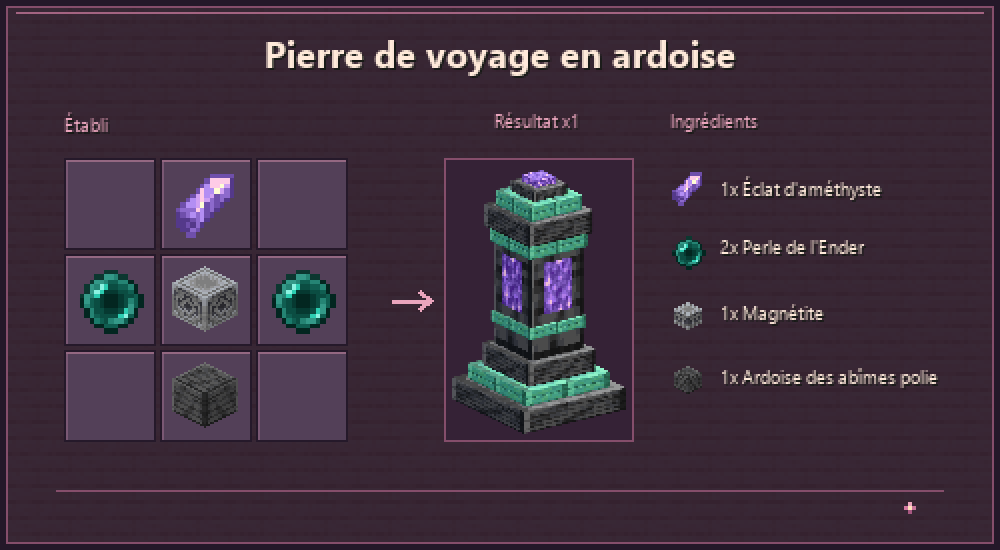 Pierre de voyage en ardoise
Établi
Résultat x1
Ingrédients
1x Éclat d'améthyste
2x Perle de l'Ender
1x Magnétite
1x Ardoise des abîmes polie